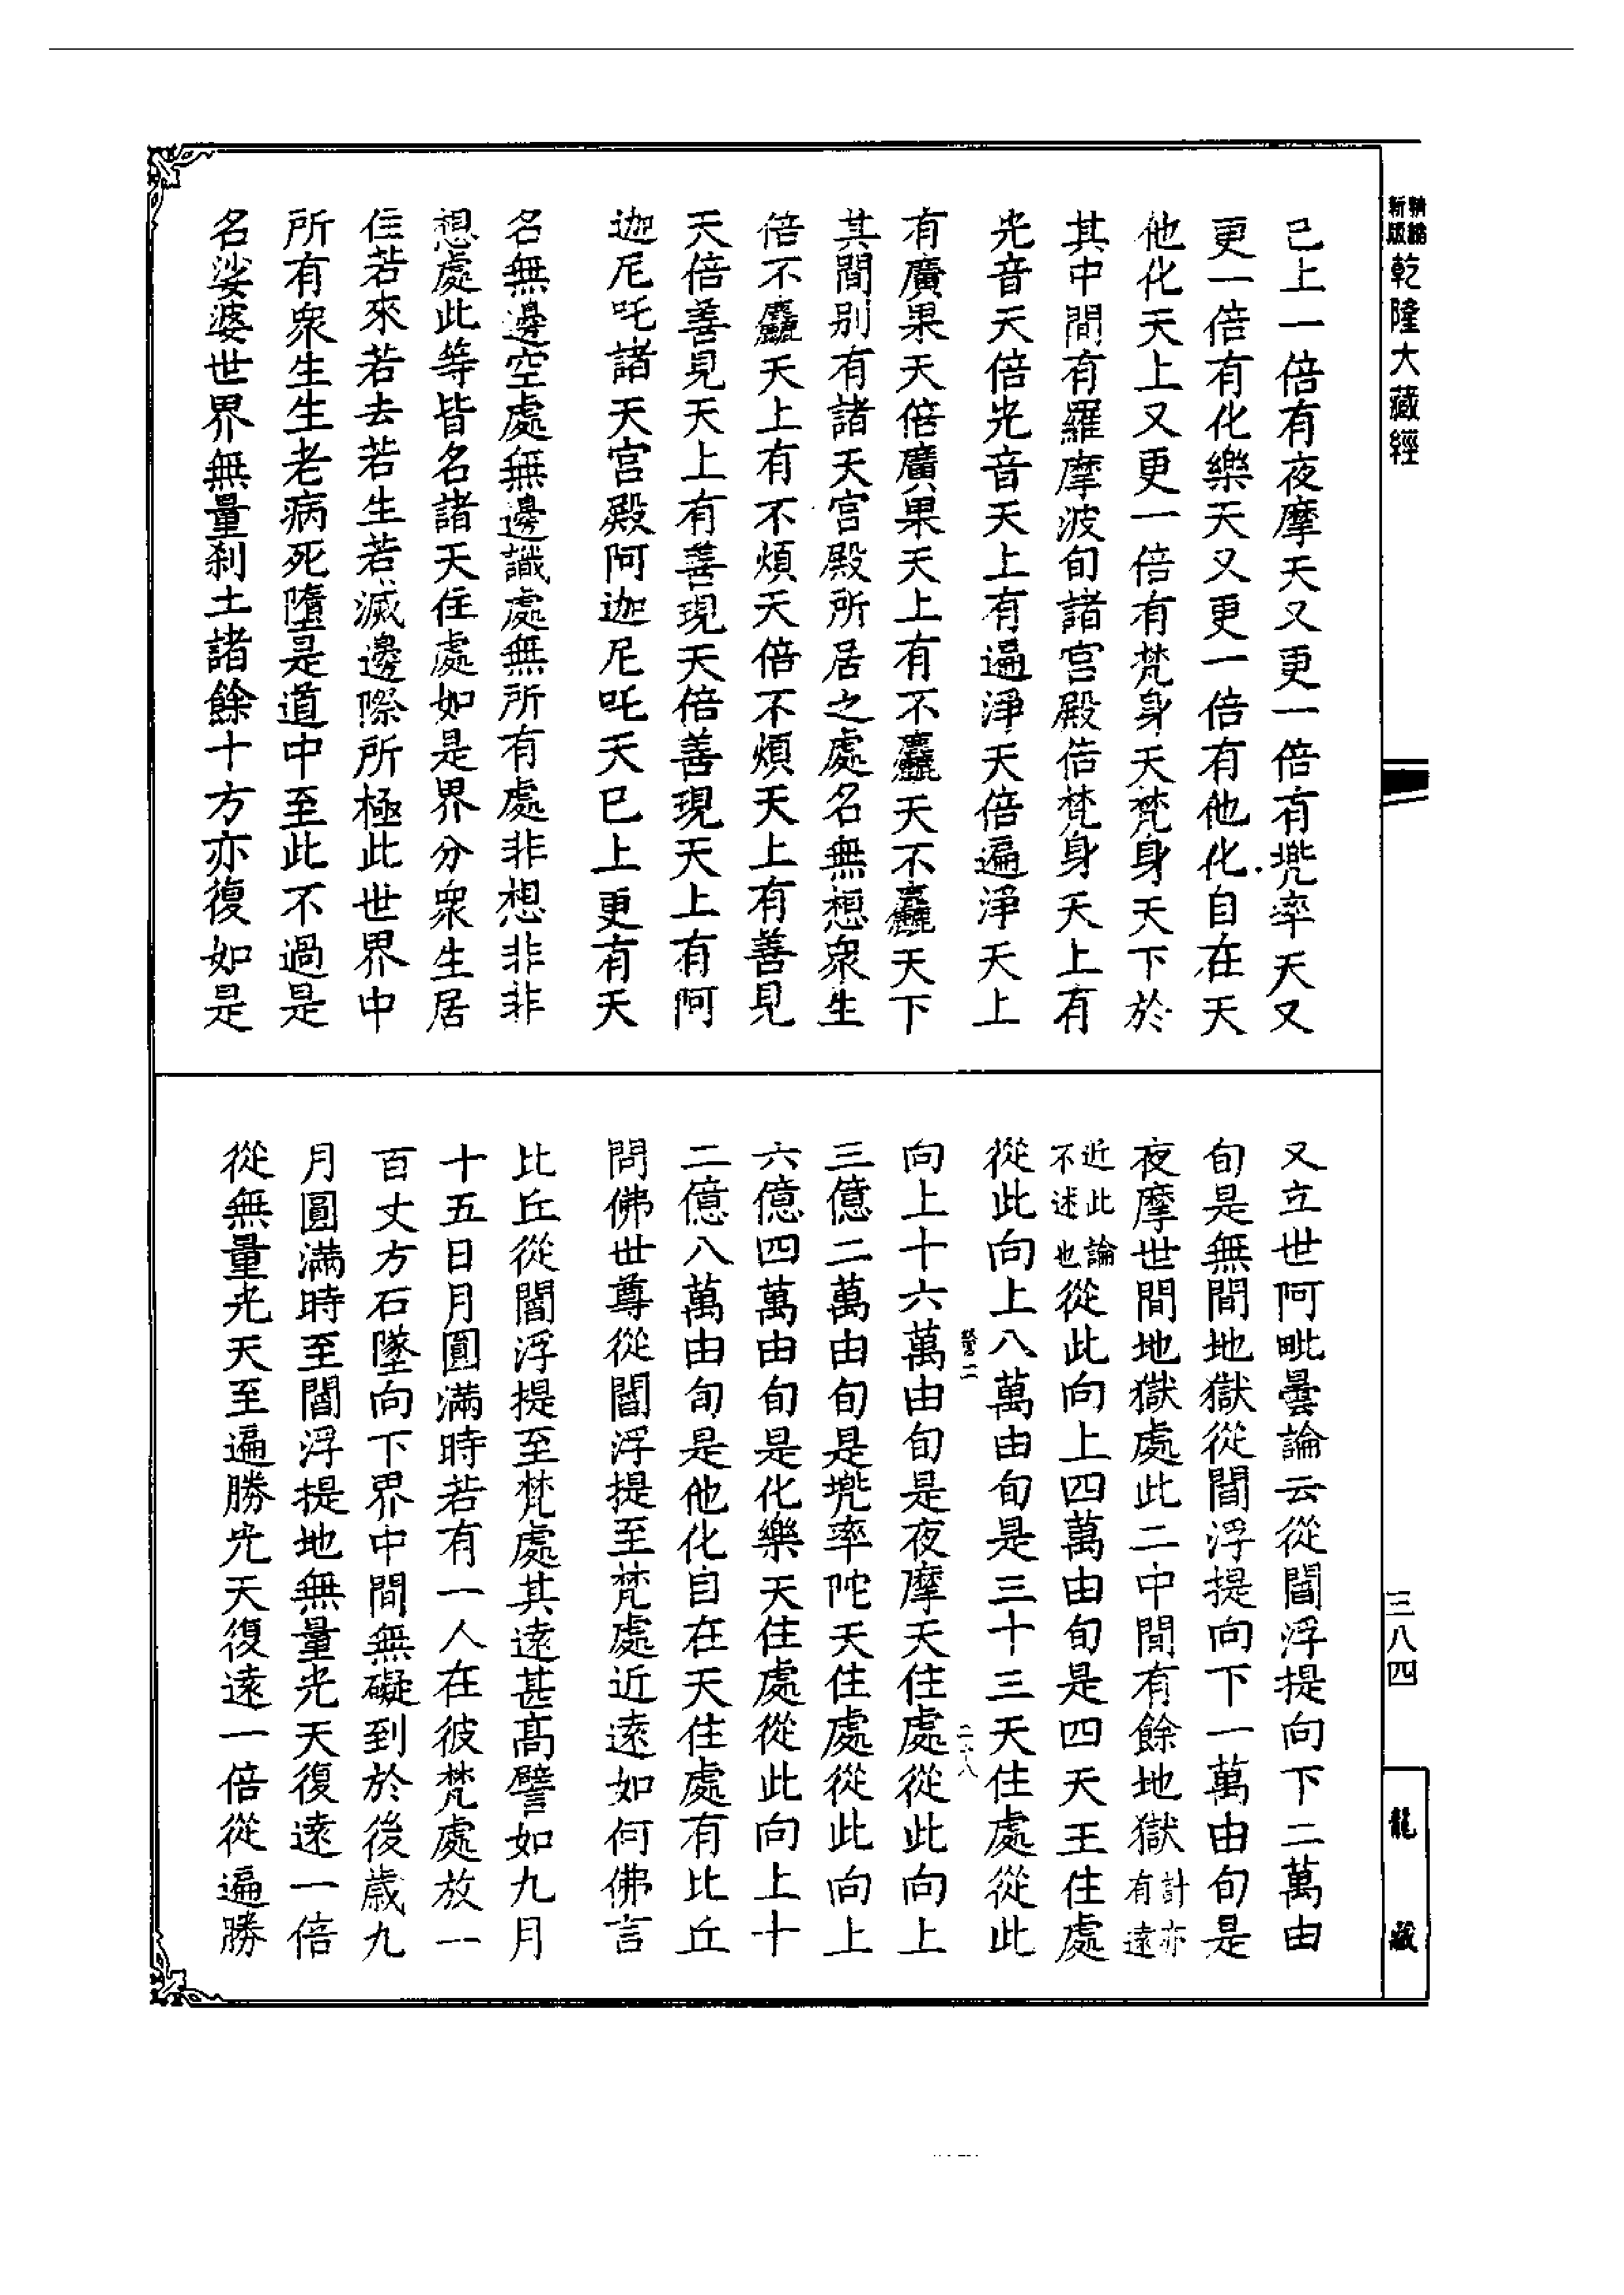 新版
精縮
乾隆大藏經
三八四
龍藏
已上一倍有夜摩天又更一倍有兜率天又
更一倍有化樂天又更一倍有他化自在天
他化天上又更一倍有梵身天梵身天下於
其中間有羅摩波旬諸宮殿倍梵身天上有
光音天倍光音天上有遍淨天倍遍淨天上
有廣果天倍廣果天上有不麤天不麤天下
其間別有諸天宮殿所居之處名無想眾生
倍不麤天上有不煩天倍不煩天上有善見
天倍善見天上有善現天倍善現天上有阿
迦尼吒諸天宮殿阿迦尼吒天已上更有天
名無邊空處無邊識處無所有處非想非非
想處此等皆名諸天住處如是界分眾生居
住若來若去若生若滅邊際所極此世界中
所有眾生生老病死墮是道中至此不過是
名娑婆世界無量剎土諸餘十方亦復如是
又立世阿毗曇論云從閻浮提向下二萬由
旬是無間地獄從閻浮提向下一萬由旬是
夜摩世間地獄處此二中間有餘地獄計亦有遠
近此論不述也從此向上四萬由旬是四天王住處
從此向上八萬由旬是三十三天住處從此
向上十六萬由旬是夜摩天住處從此向上
三億二萬由旬是兜率陀天住處從此向上
六億四萬由旬是化樂天住處從此向上十
二億八萬由旬是他化自在天住處有比丘
問佛世尊從閻浮提至梵處近遠如何佛言
比丘從閻浮提至梵處其遠甚高譬如九月
十五日月圓滿時若有一人在彼梵處放一
百丈方石墜向下界中間無礙到於後歲九
月圓滿時至閻浮提地無量光天復遠一倍
從無量光天至遍勝光天復遠一倍從遍勝